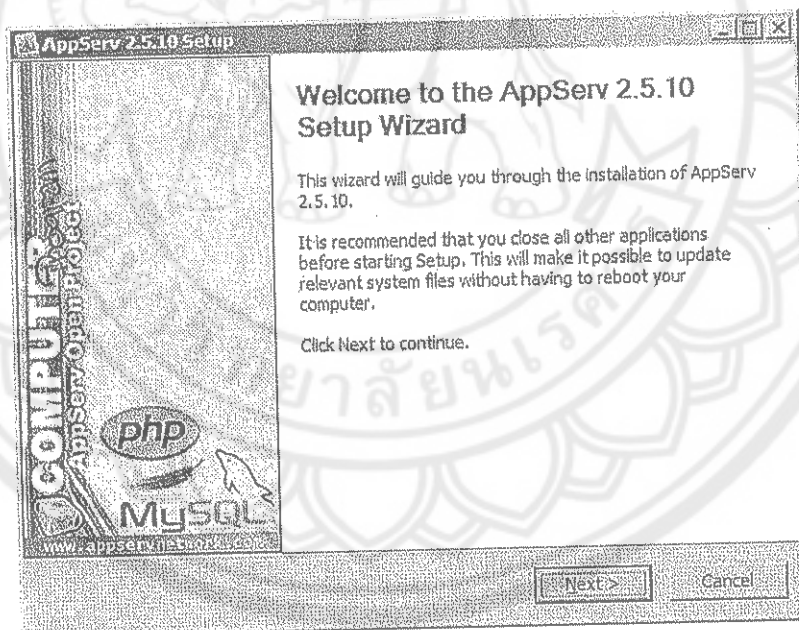 AppServ 2.5.10 Setup
Welcome to the AppServ 2.5.10
Setup Wizard
This wizard will guide you through the installation of AppServ
2.5.10.
It is recommended that you close all other applications
before starting Setup. This will make it possible to update
relevant system files without having to reboot your
computer.
Click Next to continue.
AppServ Open Project
php
MySQL
Next >
Cancel